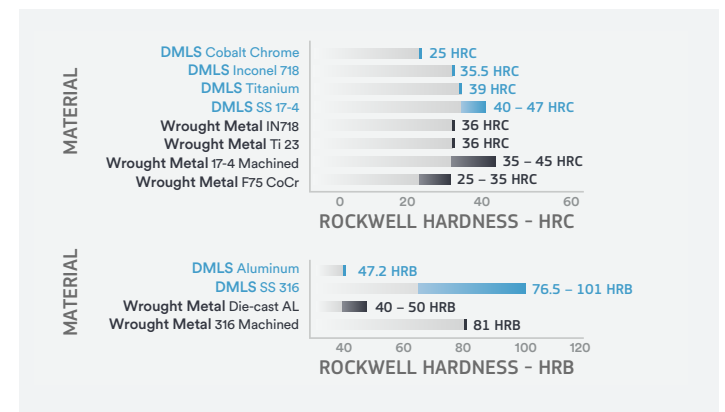 MATERIAL
DMLS Cobalt Chrome 25 HRC
DMLS Inconel 718 35.5 HRC
DMLS Titanium 39 HRC
DMLS SS 17-4 40 – 47 HRC
Wrought Metal IN718 36 HRC
Wrought Metal Ti 23 36 HRC
Wrought Metal 17-4 Machined 35 – 45 HRC
Wrought Metal F75 CoCr 25 – 35 HRC
0 20 40 60
ROCKWELL HARDNESS - HRC
MATERIAL
DMLS Aluminum 47.2 HRB
DMLS SS 316 76.5 – 101 HRB
Wrought Metal Die-cast AL 40 – 50 HRB
Wrought Metal 316 Machined 81 HRB
40 60 80 100 120
ROCKWELL HARDNESS - HRB